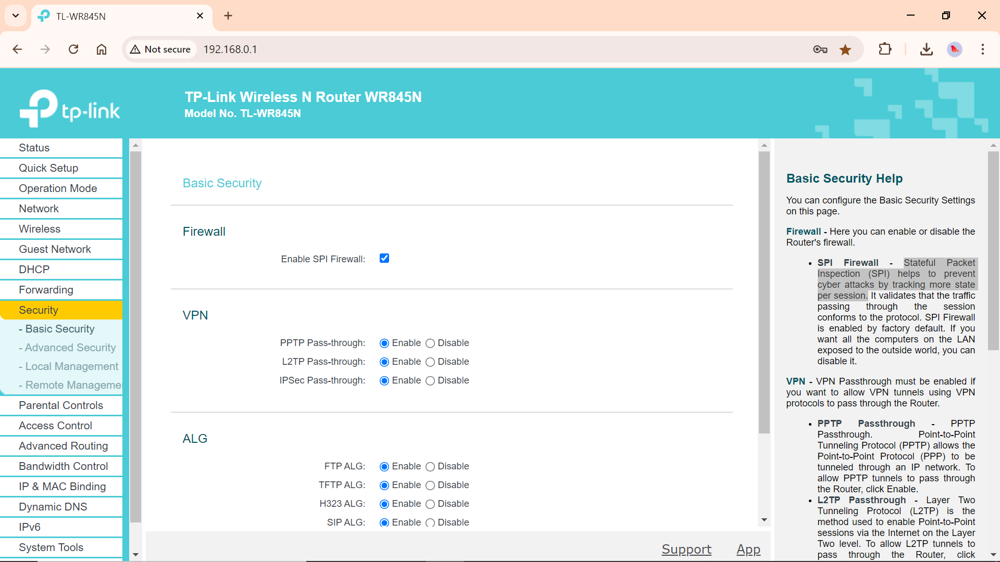 TL-WR845N
Not secure
192.168.0.1
tp-link
TP-Link Wireless N Router WR845N
Model No. TL-WR845N
Status
Quick Setup
Operation Mode
Network
Wireless
Guest Network
DHCP
Forwarding
Security
- Basic Security
- Advanced Security
- Local Management
- Remote Manageme
Parental Controls
Access Control
Advanced Routing
Bandwidth Control
IP & MAC Binding
Dynamic DNS
IPv6
System Tools
Basic Security
Firewall
Enable SPI Firewall:
VPN
PPTP Pass-through: Enable Disable
L2TP Pass-through: Enable Disable
IPSec Pass-through: Enable Disable
ALG
FTP ALG: Enable Disable
TFTP ALG: Enable Disable
H323 ALG: Enable Disable
SIP ALG: Enable Disable
Support App
Basic Security Help
You can configure the Basic Security Settings
on this page.
Firewall - Here you can enable or disable the
Router's firewall.
• SPI Firewall - Stateful Packet
Inspection (SPI) helps to prevent
cyber attacks by tracking more state
per session. It validates that the traffic
passing through the session
conforms to the protocol. SPI Firewall
is enabled by factory default. If you
want all the computers on the LAN
exposed to the outside world, you can
disable it.
VPN - VPN Passthrough must be enabled if
you want to allow VPN tunnels using VPN
protocols to pass through the Router.
• PPTP Passthrough - PPTP
Passthrough. Point-to-Point
Tunneling Protocol (PPTP) allows the
Point-to-Point Protocol (PPP) to be
tunneled through an IP network. To
allow PPTP tunnels to pass through
the Router, click Enable.
• L2TP Passthrough - Layer Two
Tunneling Protocol (L2TP) is the
method used to enable Point-to-Point
sessions via the Internet on the Layer
Two level. To allow L2TP tunnels to
pass through the Router, click